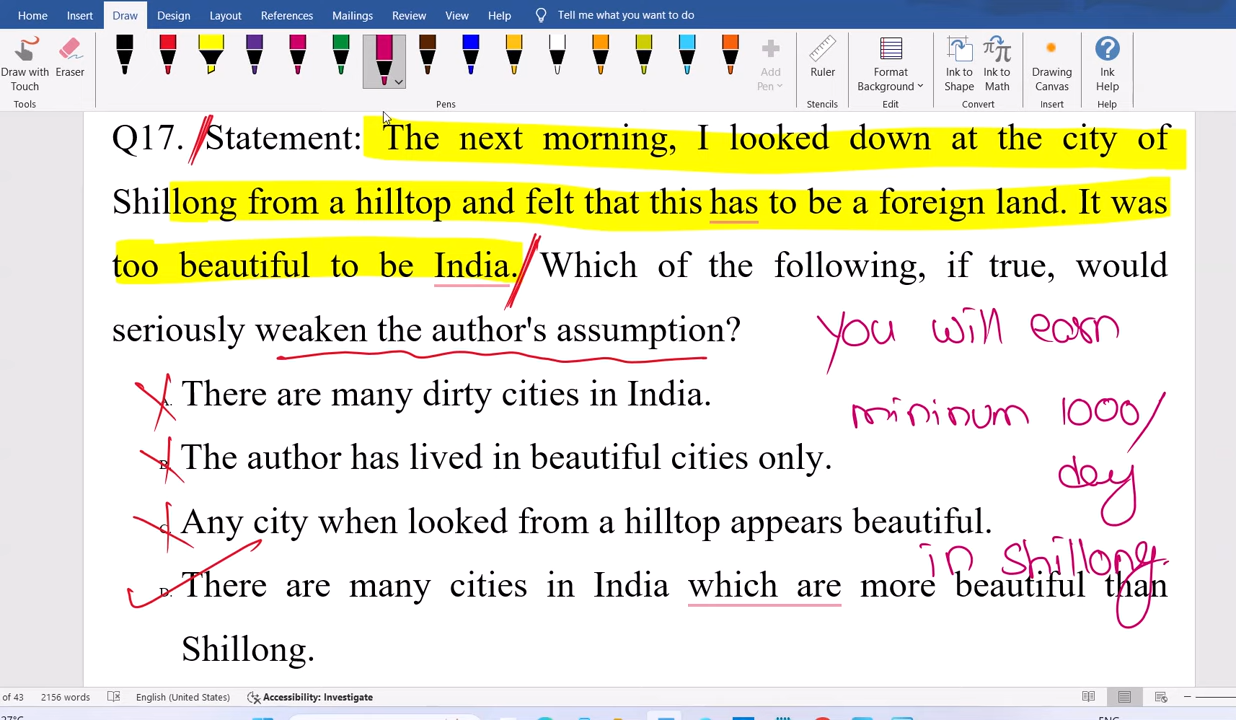 Home Insert Draw Design Layout References Mailings Review View Help Tell me what you want to do
Draw with Touch
Eraser
Add Pen
Ruler
Format Background
Ink to Shape
Ink to Math
Drawing Canvas
Ink Help
Tools Pens Stencils Edit Convert Insert Help
Q17. Statement: The next morning, I looked down at the city of
Shillong from a hilltop and felt that this has to be a foreign land. It was
too beautiful to be India. Which of the following, if true, would
seriously weaken the author's assumption?
A. There are many dirty cities in India.
B. The author has lived in beautiful cities only.
C. Any city when looked from a hilltop appears beautiful.
D. There are many cities in India which are more beautiful than
Shillong.
you will earn
mininum 1000/
day
in shillong.
of 43 2156 words English (United States) Accessibility: Investigate
27°C ENG